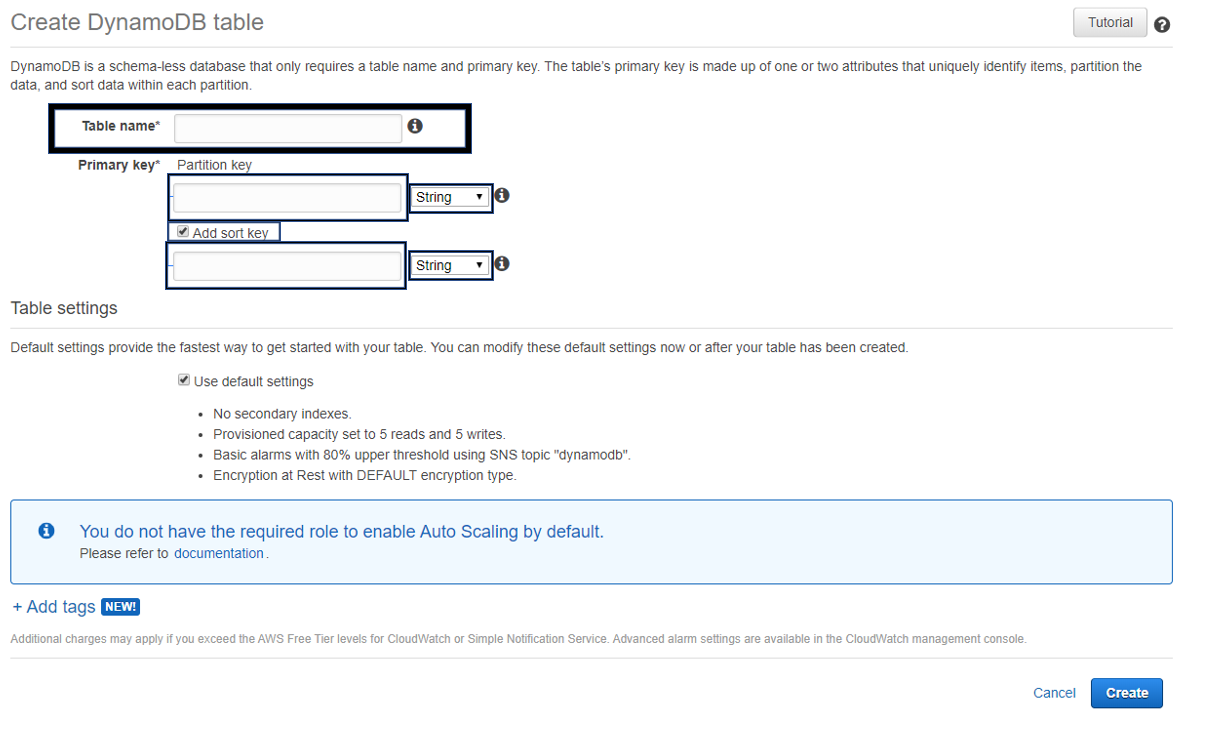 Create DynamoDB table
Tutorial
DynamoDB is a schema-less database that only requires a table name and primary key. The table's primary key is made up of one or two attributes that uniquely identify items, partition the
data, and sort data within each partition.
Table name*
Primary key* Partition key
String
Add sort key
String
Table settings
Default settings provide the fastest way to get started with your table. You can modify these default settings now or after your table has been created.
Use default settings
• No secondary indexes.
• Provisioned capacity set to 5 reads and 5 writes.
• Basic alarms with 80% upper threshold using SNS topic "dynamodb".
• Encryption at Rest with DEFAULT encryption type.
You do not have the required role to enable Auto Scaling by default.
Please refer to documentation.
+ Add tags NEW!
Additional charges may apply if you exceed the AWS Free Tier levels for CloudWatch or Simple Notification Service. Advanced alarm settings are available in the CloudWatch management console.
Cancel Create